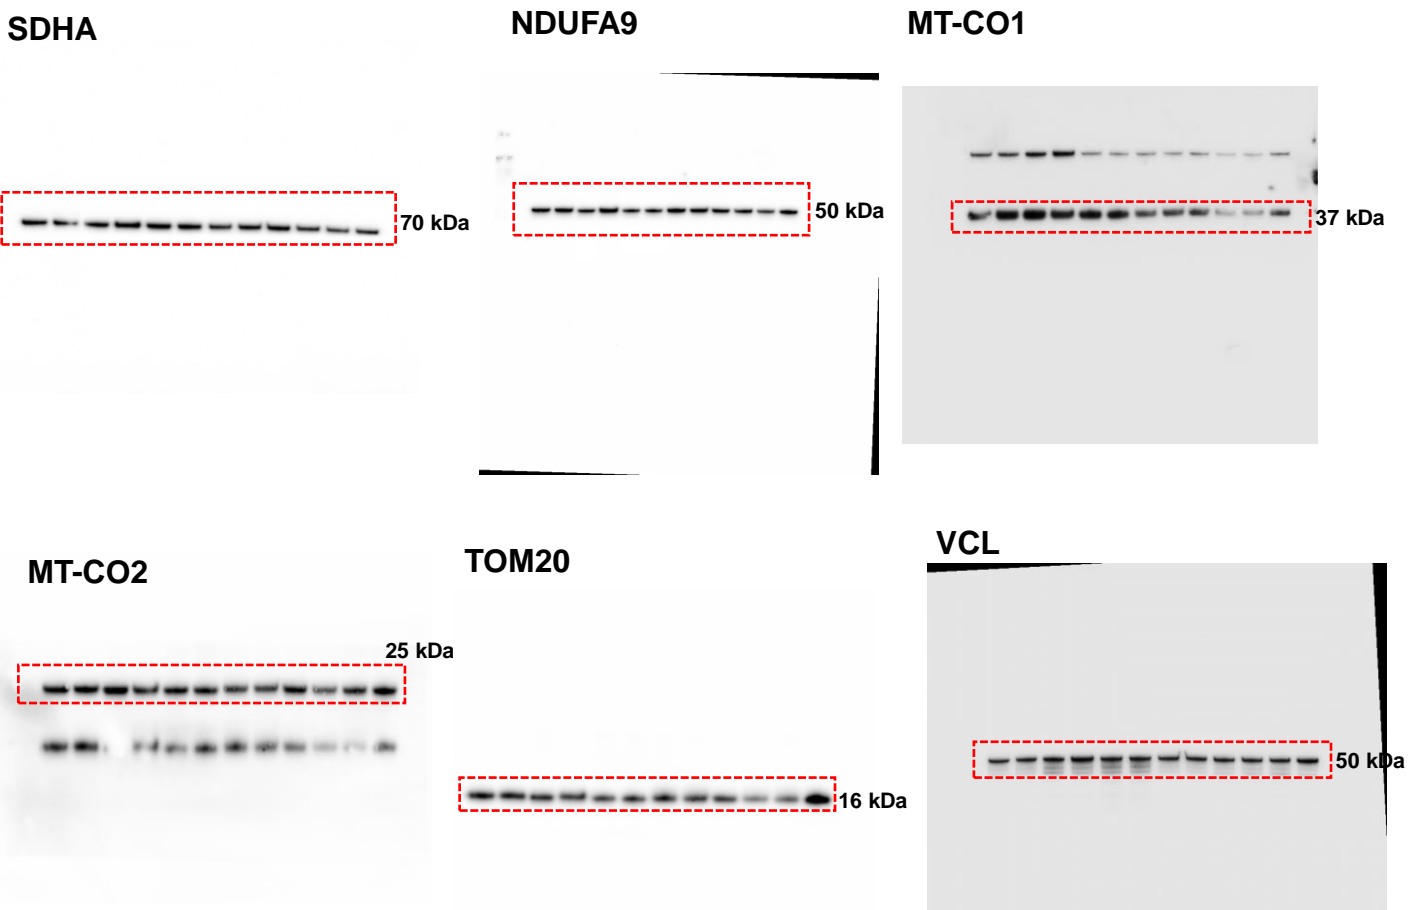 SDHA
NDUFA9
MT-CO1
70 kDa
50 kDa
37 kDa
MT-CO2
TOM20
VCL
25 kDa
16 kDa
50 kDa